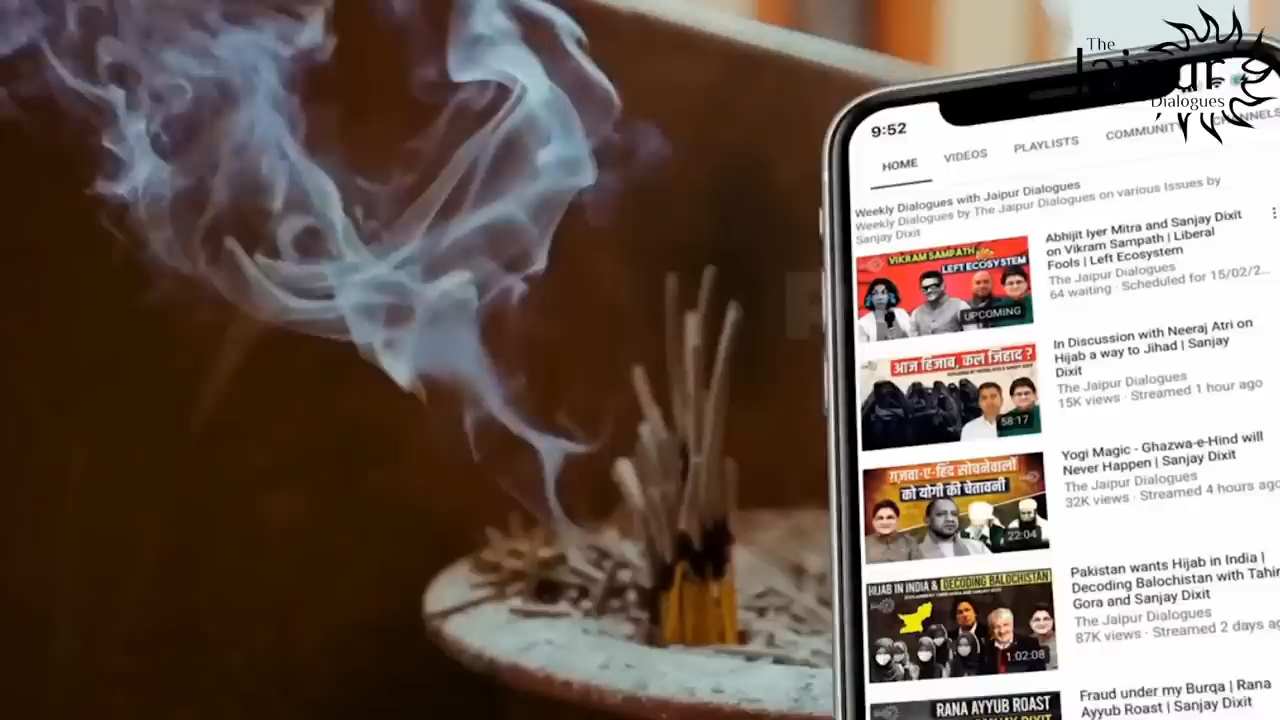 The
Jaipur
Dialogues
9:52
HOME VIDEOS PLAYLISTS COMMUNITY CHANNELS
Weekly Dialogues with Jaipur Dialogues
Weekly Dialogues by The Jaipur Dialogues on various Issues by
Sanjay Dixit
VIKRAM SAMPATH
LEFT ECOSYSTEM
UPCOMING
Abhijit Iyer Mitra and Sanjay Dixit
on Vikram Sampath | Liberal
Fools | Left Ecosystem
The Jaipur Dialogues
64 waiting · Scheduled for 15/02/2...
आज हिजाब, कल जिहाद ?
58:17
In Discussion with Neeraj Atri on
Hijab a way to Jihad | Sanjay
Dixit
The Jaipur Dialogues
15K views · Streamed 1 hour ago
ग़ज़वा-ए-हिंद सोचनेवालों
को योगी की चेतावनी
22:04
Yogi Magic - Ghazwa-e-Hind will
Never Happen | Sanjay Dixit
The Jaipur Dialogues
32K views · Streamed 4 hours ago
HIJAB IN INDIA & DECODING BALOCHISTAN
1:02:08
Pakistan wants Hijab in India |
Decoding Balochistan with Tahir
Gora and Sanjay Dixit
The Jaipur Dialogues
87K views · Streamed 2 days ag
RANA AYYUB ROAST
Fraud under my Burqa | Rana
Ayyub Roast | Sanjay Dixit